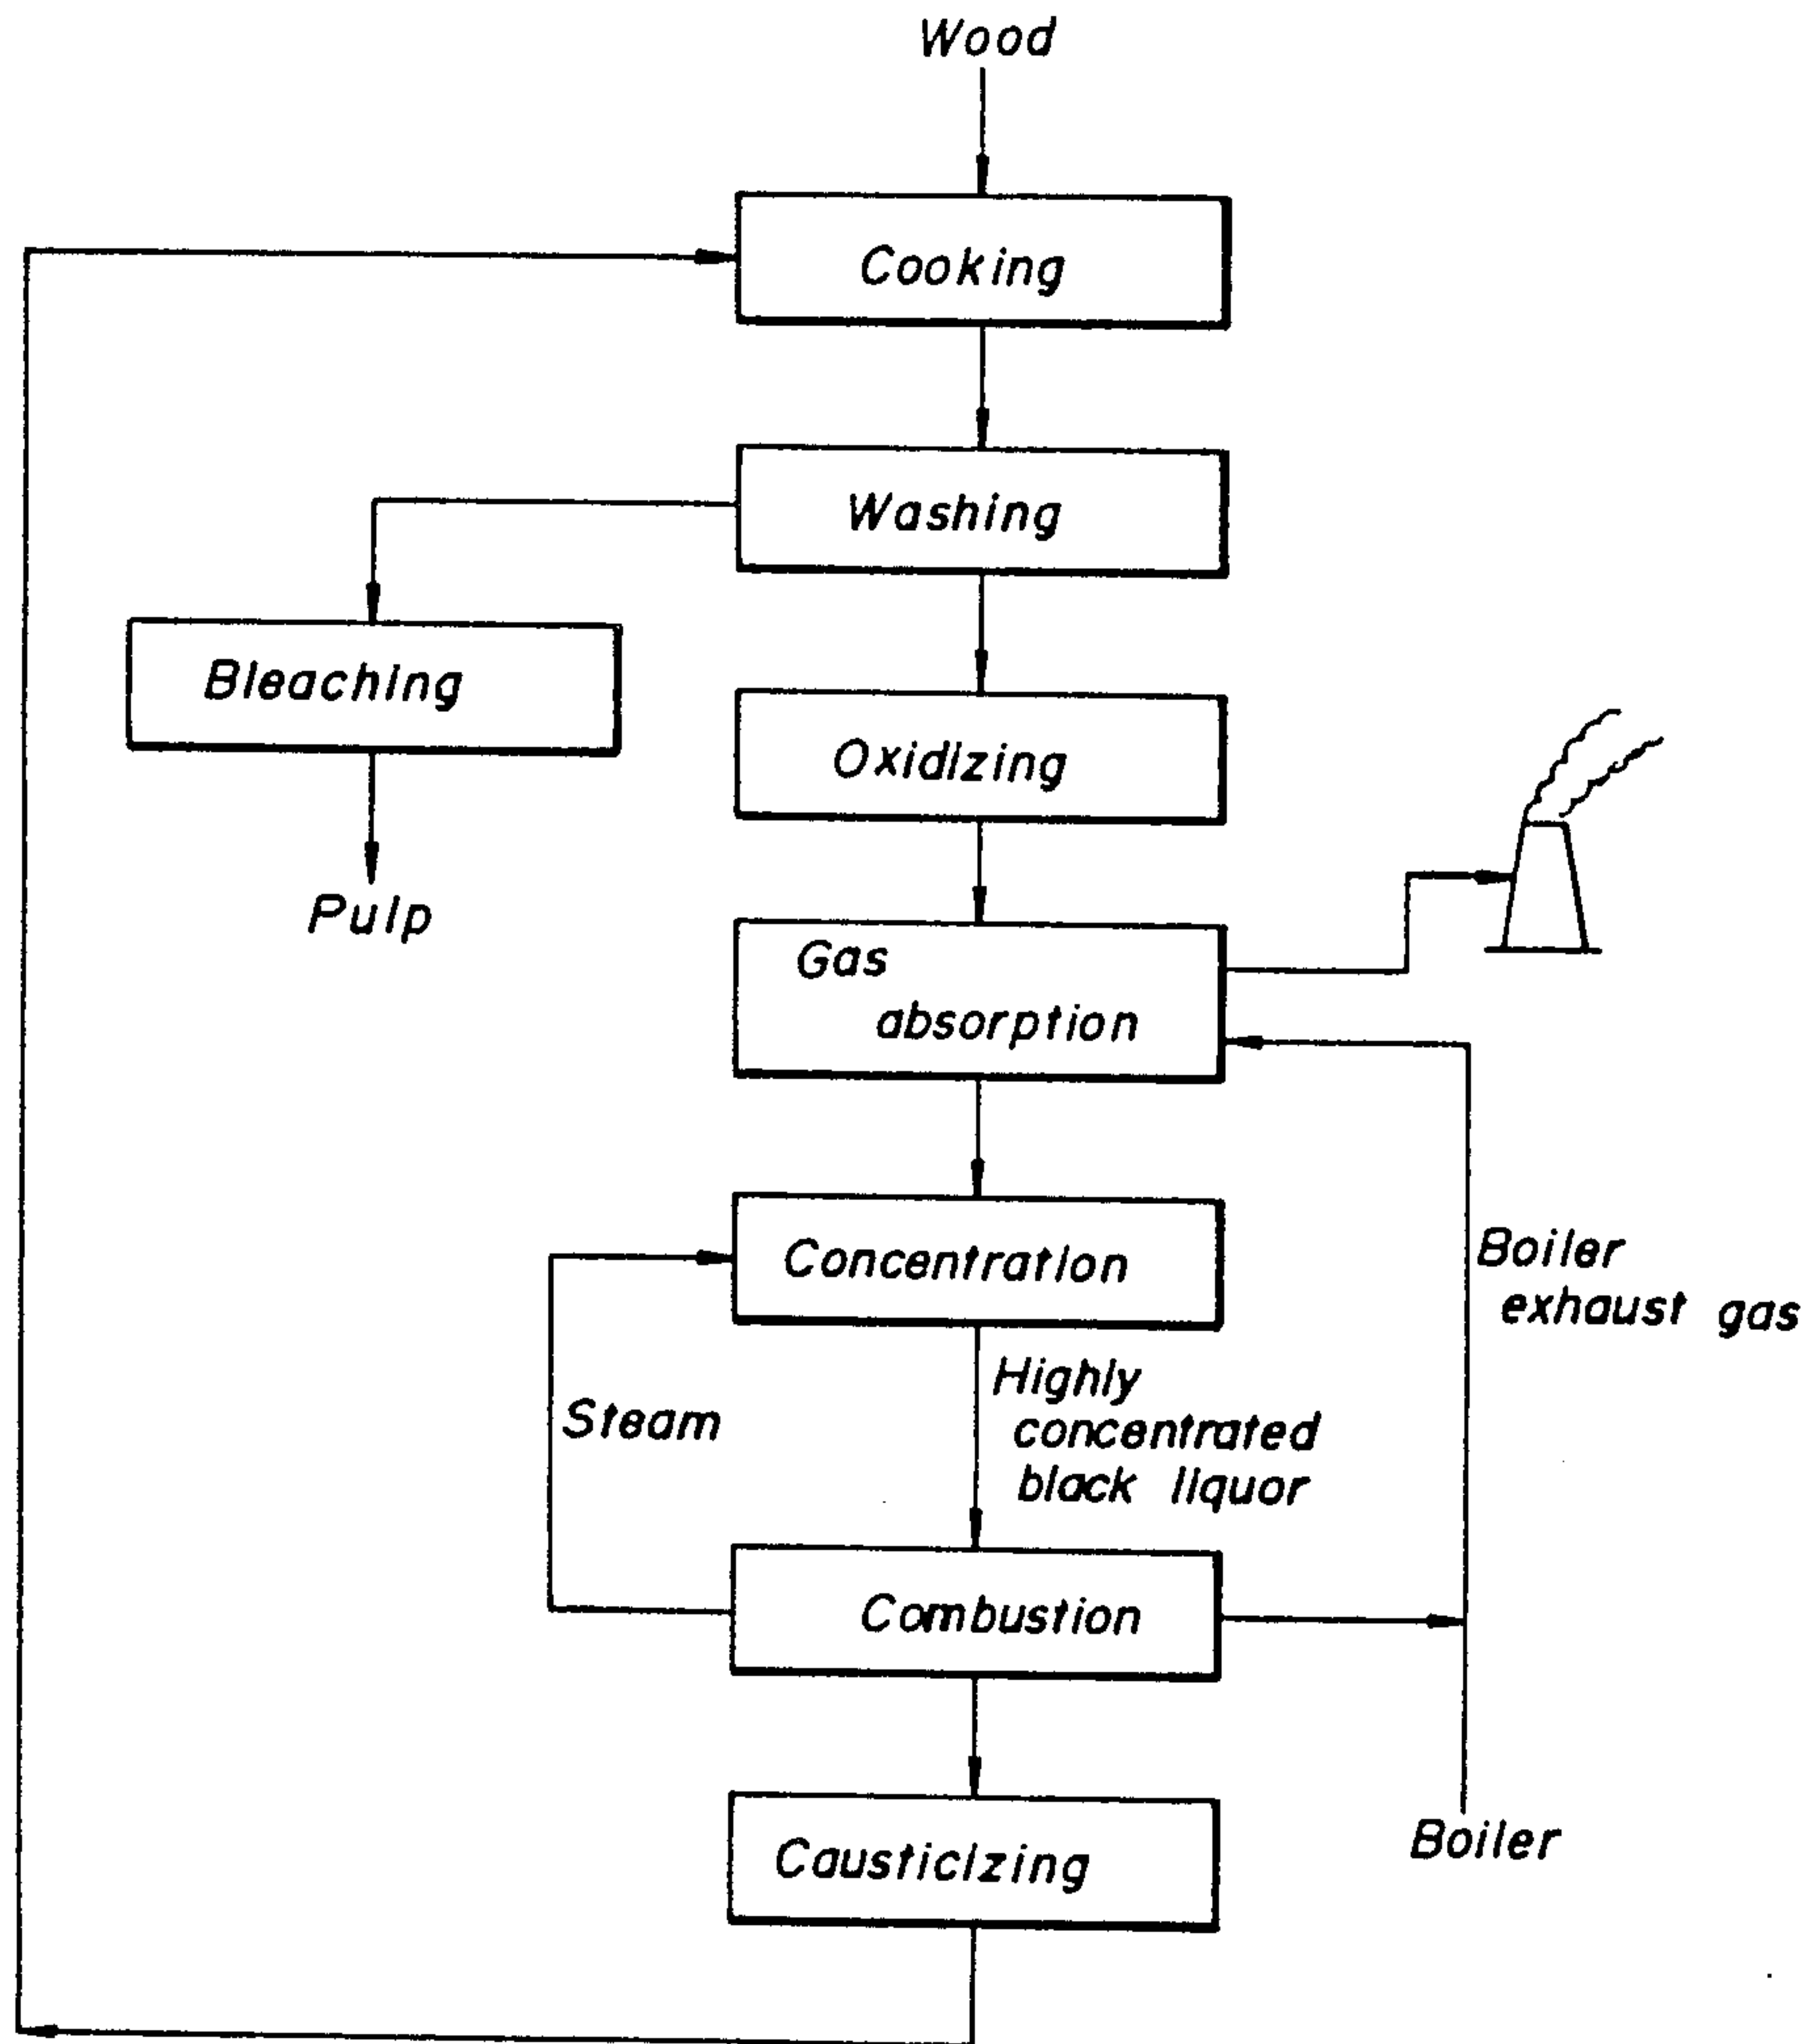 Wood
Cooking
Washing
Bleaching
Oxidizing
Pulp
Gas
absorption
Concentration
Boiler
exhaust gas
Highly
concentrated
black liquor
Steam
Combustion
Causticizing
Boiler